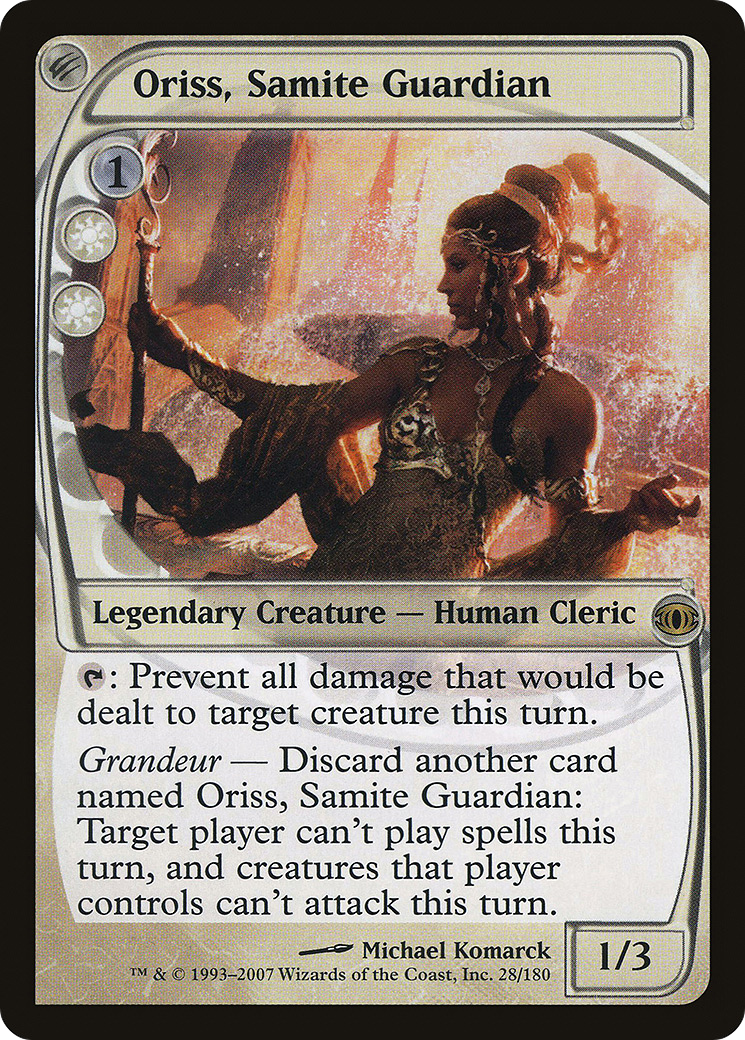 Oriss, Samite Guardian
1
Legendary Creature — Human Cleric
: Prevent all damage that would be
dealt to target creature this turn.
Grandeur — Discard another card
named Oriss, Samite Guardian:
Target player can't play spells this
turn, and creatures that player
controls can't attack this turn.
Michael Komarck
1/3
™ & © 1993–2007 Wizards of the Coast, Inc. 28/180